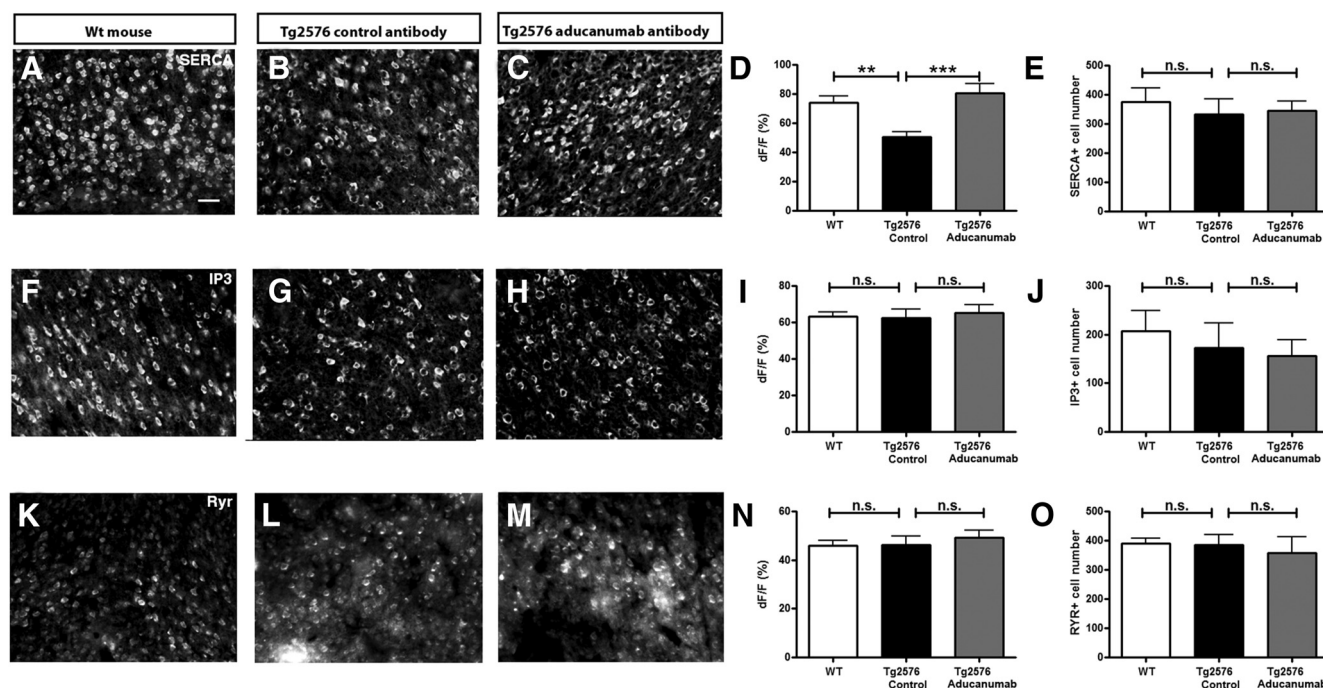 Wt mouse
Tg2576 control antibody
Tg2576 aducanumab antibody
A
SERCA
B
C
D
dF/F (%)
100
80
60
40
20
0
**
***
WT
Tg2576
Control
Tg2576
Aducanumab
E
SERCA+ cell number
500
400
300
200
100
0
n.s.
n.s.
WT
Tg2576
Control
Tg2576
Aducanumab
F
IP3
G
H
I
dF/F (%)
80
60
40
20
0
n.s.
n.s.
WT
Tg2576
Control
Tg2576
Aducanumab
J
IP3+ cell number
300
200
100
0
n.s.
n.s.
WT
Tg2576
Control
Tg2576
Aducanumab
K
Ryr
L
M
N
dF/F (%)
60
40
20
0
n.s.
n.s.
WT
Tg2576
Control
Tg2576
Aducanumab
O
RYR+ cell number
500
400
300
200
100
0
n.s.
n.s.
WT
Tg2576
Control
Tg2576
Aducanumab